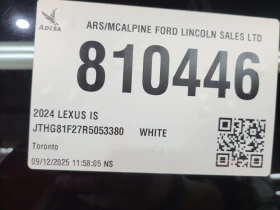 ADESA
ARS/MCALPINE FORD LINCOLN SALES LTD
810446
2024 LEXUS IS
JTHG81F27R5053380 WHITE
Toronto
09/12/2025 11:58:05 NS